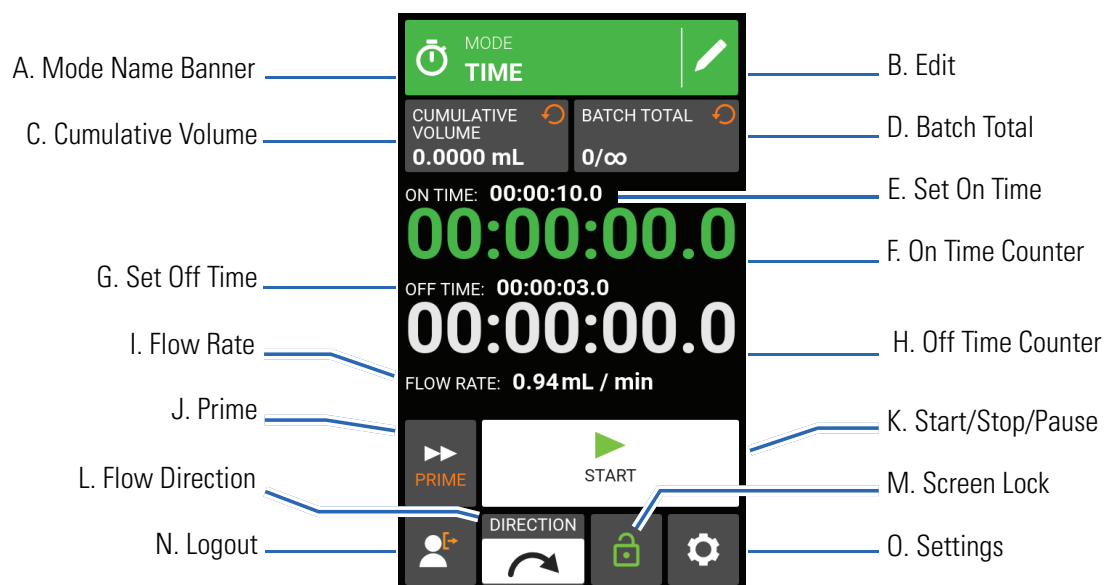 MODE
TIME
A. Mode Name Banner
B. Edit
CUMULATIVE
VOLUME
0.0000 mL
BATCH TOTAL
0/∞
C. Cumulative Volume
D. Batch Total
ON TIME: 00:00:10.0
E. Set On Time
00:00:00.0
F. On Time Counter
G. Set Off Time
OFF TIME: 00:00:03.0
00:00:00.0
H. Off Time Counter
I. Flow Rate
FLOW RATE: 0.94 mL / min
J. Prime
PRIME
START
K. Start/Stop/Pause
L. Flow Direction
DIRECTION
M. Screen Lock
N. Logout
O. Settings